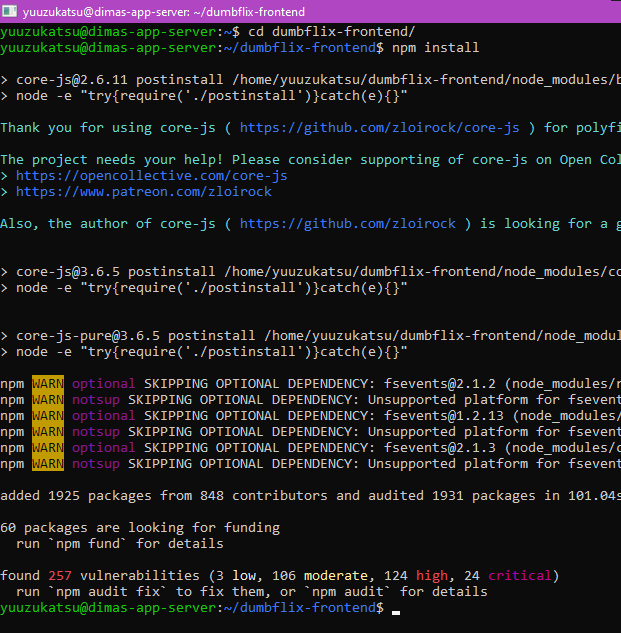 yuuzukatsu@dimas-app-server: ~/dumbflix-frontend
yuuzukatsu@dimas-app-server:~$ cd dumbflix-frontend/
yuuzukatsu@dimas-app-server:~/dumbflix-frontend$ npm install
> core-js@2.6.11 postinstall /home/yuuzukatsu/dumbflix-frontend/node_modules/b
> node -e "try{require('./postinstall')}catch(e){}"
Thank you for using core-js ( https://github.com/zloirock/core-js ) for polyfi
The project needs your help! Please consider supporting of core-js on Open Col
> https://opencollective.com/core-js
> https://www.patreon.com/zloirock
Also, the author of core-js ( https://github.com/zloirock ) is looking for a g
> core-js@3.6.5 postinstall /home/yuuzukatsu/dumbflix-frontend/node_modules/co
> node -e "try{require('./postinstall')}catch(e){}"
> core-js-pure@3.6.5 postinstall /home/yuuzukatsu/dumbflix-frontend/node_modul
> node -e "try{require('./postinstall')}catch(e){}"
npm WARN optional SKIPPING OPTIONAL DEPENDENCY: fsevents@2.1.2 (node_modules/r
npm WARN notsup SKIPPING OPTIONAL DEPENDENCY: Unsupported platform for fsevent
npm WARN optional SKIPPING OPTIONAL DEPENDENCY: fsevents@1.2.13 (node_modules/
npm WARN notsup SKIPPING OPTIONAL DEPENDENCY: Unsupported platform for fsevent
npm WARN optional SKIPPING OPTIONAL DEPENDENCY: fsevents@2.1.3 (node_modules/c
npm WARN notsup SKIPPING OPTIONAL DEPENDENCY: Unsupported platform for fsevent
added 1925 packages from 848 contributors and audited 1931 packages in 101.04s
60 packages are looking for funding
run `npm fund` for details
found 257 vulnerabilities (3 low, 106 moderate, 124 high, 24 critical)
run `npm audit fix` to fix them, or `npm audit` for details
yuuzukatsu@dimas-app-server:~/dumbflix-frontend$